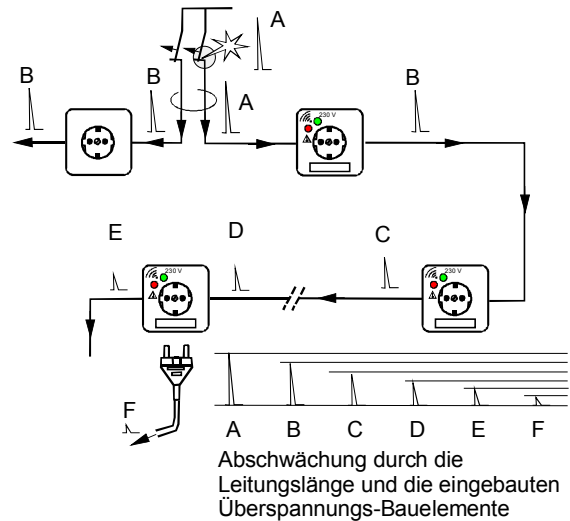 A
B
B
A
B
230 V
E
D
C
230 V
230 V
F
A B C D E F
Abschwächung durch die
Leitungslänge und die eingebauten
Überspannungs-Bauelemente